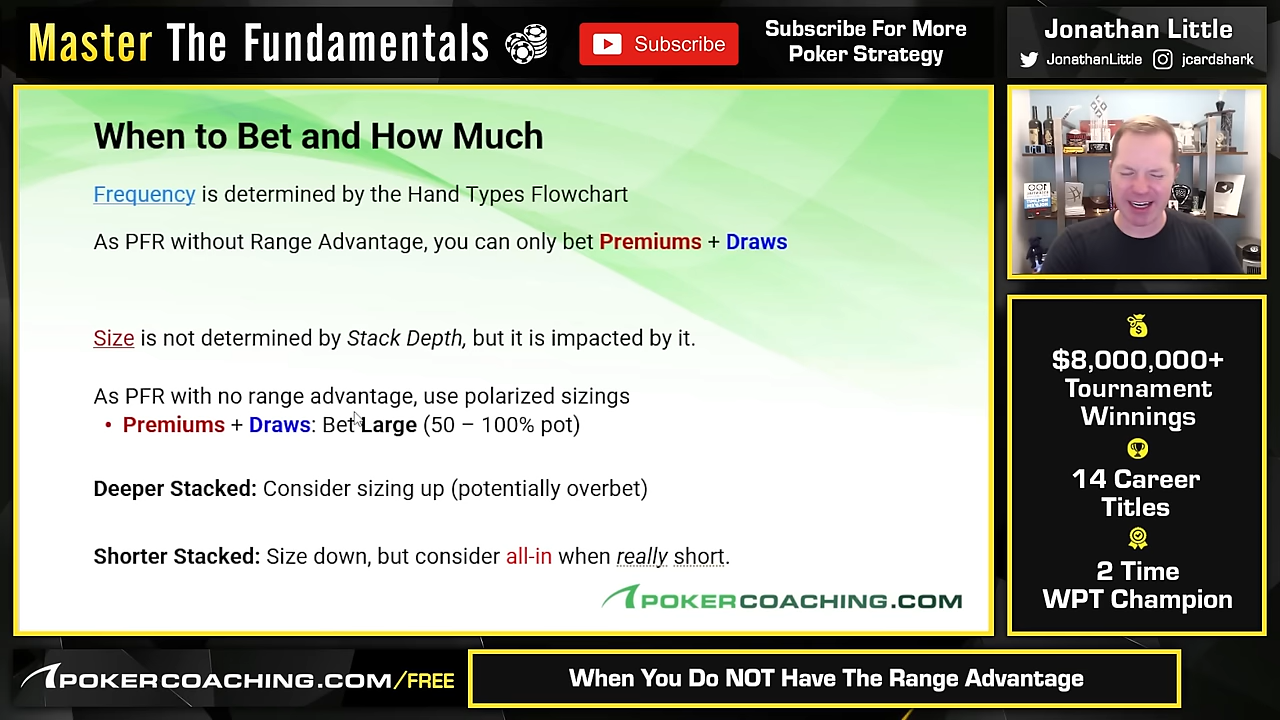 Master The Fundamentals
Subscribe
Subscribe For More
Poker Strategy
Jonathan Little
JonathanLittle
jcardshark
When to Bet and How Much
Frequency is determined by the Hand Types Flowchart
As PFR without Range Advantage, you can only bet Premiums + Draws
Size is not determined by Stack Depth, but it is impacted by it.
As PFR with no range advantage, use polarized sizings
• Premiums + Draws: Bet Large (50 – 100% pot)
Deeper Stacked: Consider sizing up (potentially overbet)
Shorter Stacked: Size down, but consider all-in when really short.
POKERCOACHING.COM
$8,000,000+
Tournament
Winnings
14 Career
Titles
2 Time
WPT Champion
POKERCOACHING.COM/FREE
When You Do NOT Have The Range Advantage